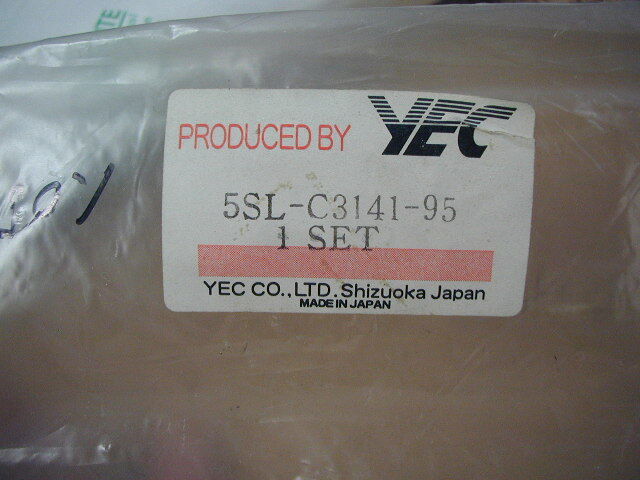 PRODUCED BY YEC
5SL-C3141-95
1 SET
YEC CO.,LTD.Shizuoka Japan
MADE IN JAPAN